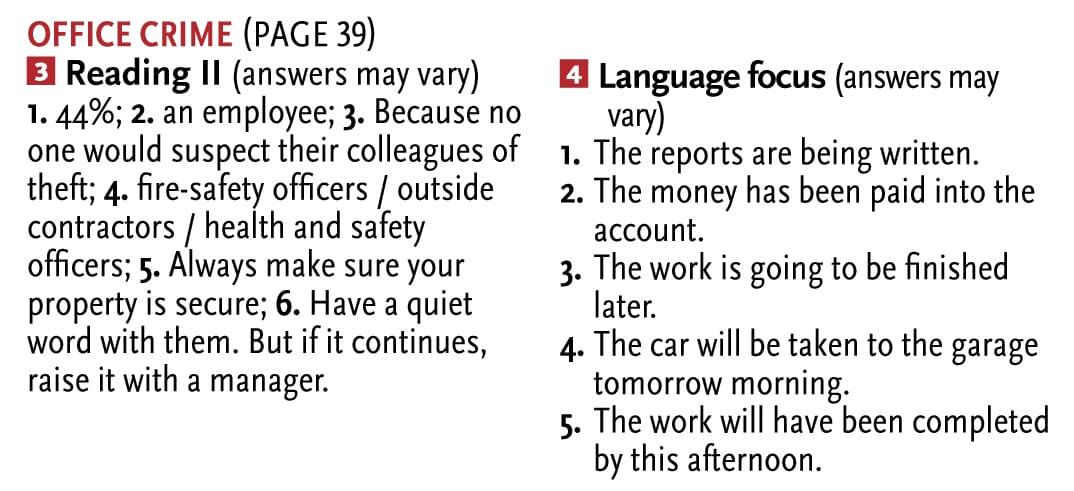 OFFICE CRIME (PAGE 39)
3 Reading II (answers may vary)
1. 44%; 2. an employee; 3. Because no
one would suspect their colleagues of
theft; 4. fire-safety officers / outside
contractors / health and safety
officers; 5. Always make sure your
property is secure; 6. Have a quiet
word with them. But if it continues,
raise it with a manager.
4 Language focus (answers may
vary)
1. The reports are being written.
2. The money has been paid into the
account.
3. The work is going to be finished
later.
4. The car will be taken to the garage
tomorrow morning.
5. The work will have been completed
by this afternoon.